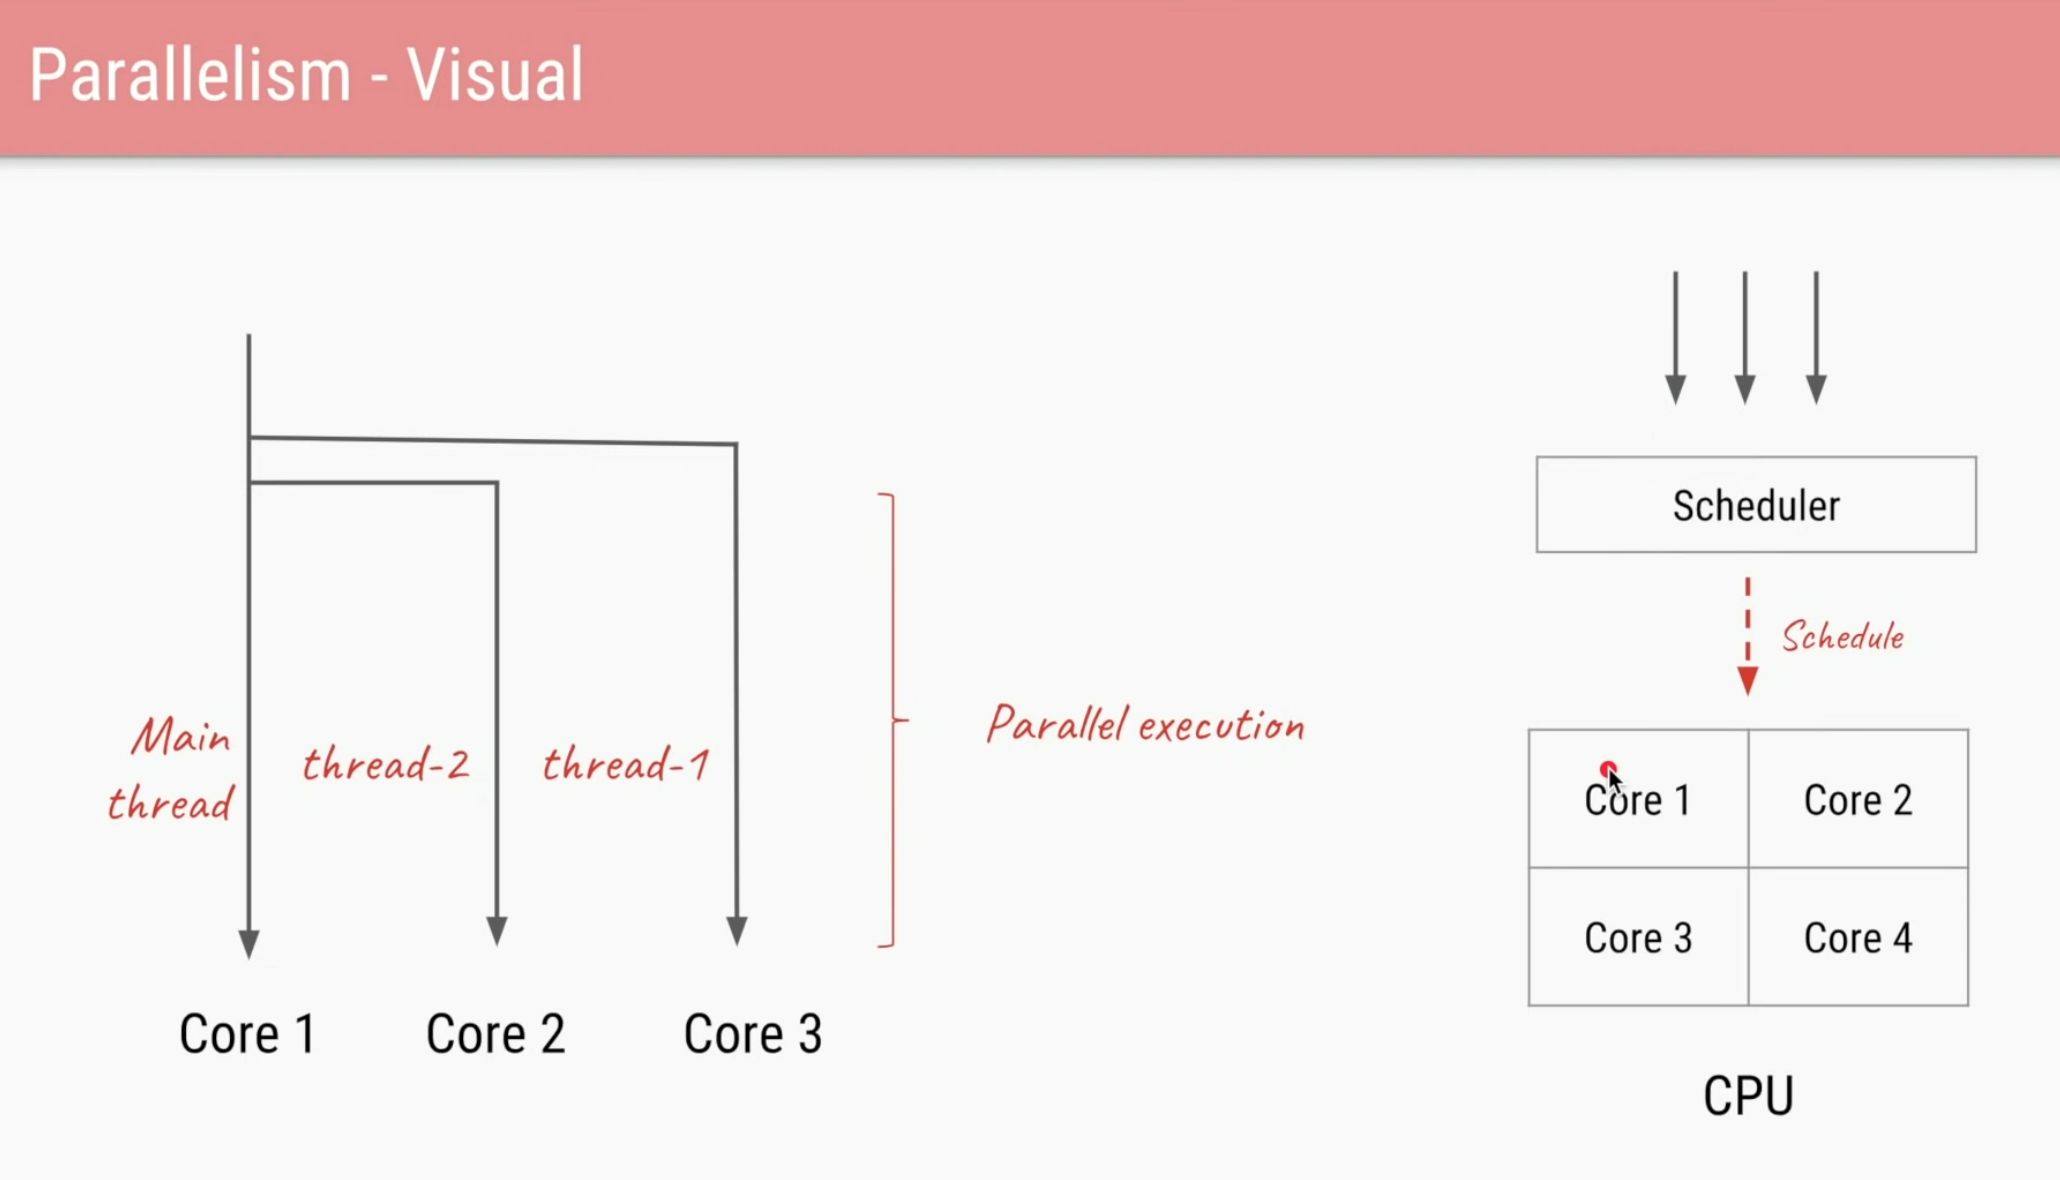 Parallelism - Visual
Main
thread
thread-2
thread-1
Parallel execution
Core 1
Core 2
Core 3
Scheduler
Schedule
Core 1
Core 2
Core 3
Core 4
CPU